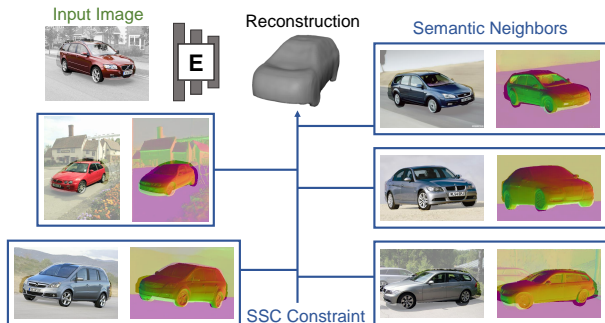 Input Image
Reconstruction
Semantic Neighbors
E
SSC Constraint